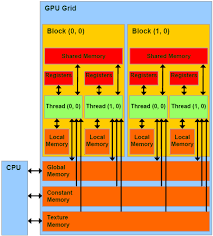 GPU Grid
Block (0, 0)
Block (1, 0)
Shared Memory
Shared Memory
Registers
Registers
Registers
Registers
Thread (0, 0)
Thread (1, 0)
Thread (0, 0)
Thread (1, 0)
Local
Memory
Local
Memory
Local
Memory
Local
Memory
CPU
Global
Memory
Constant
Memory
Texture
Memory